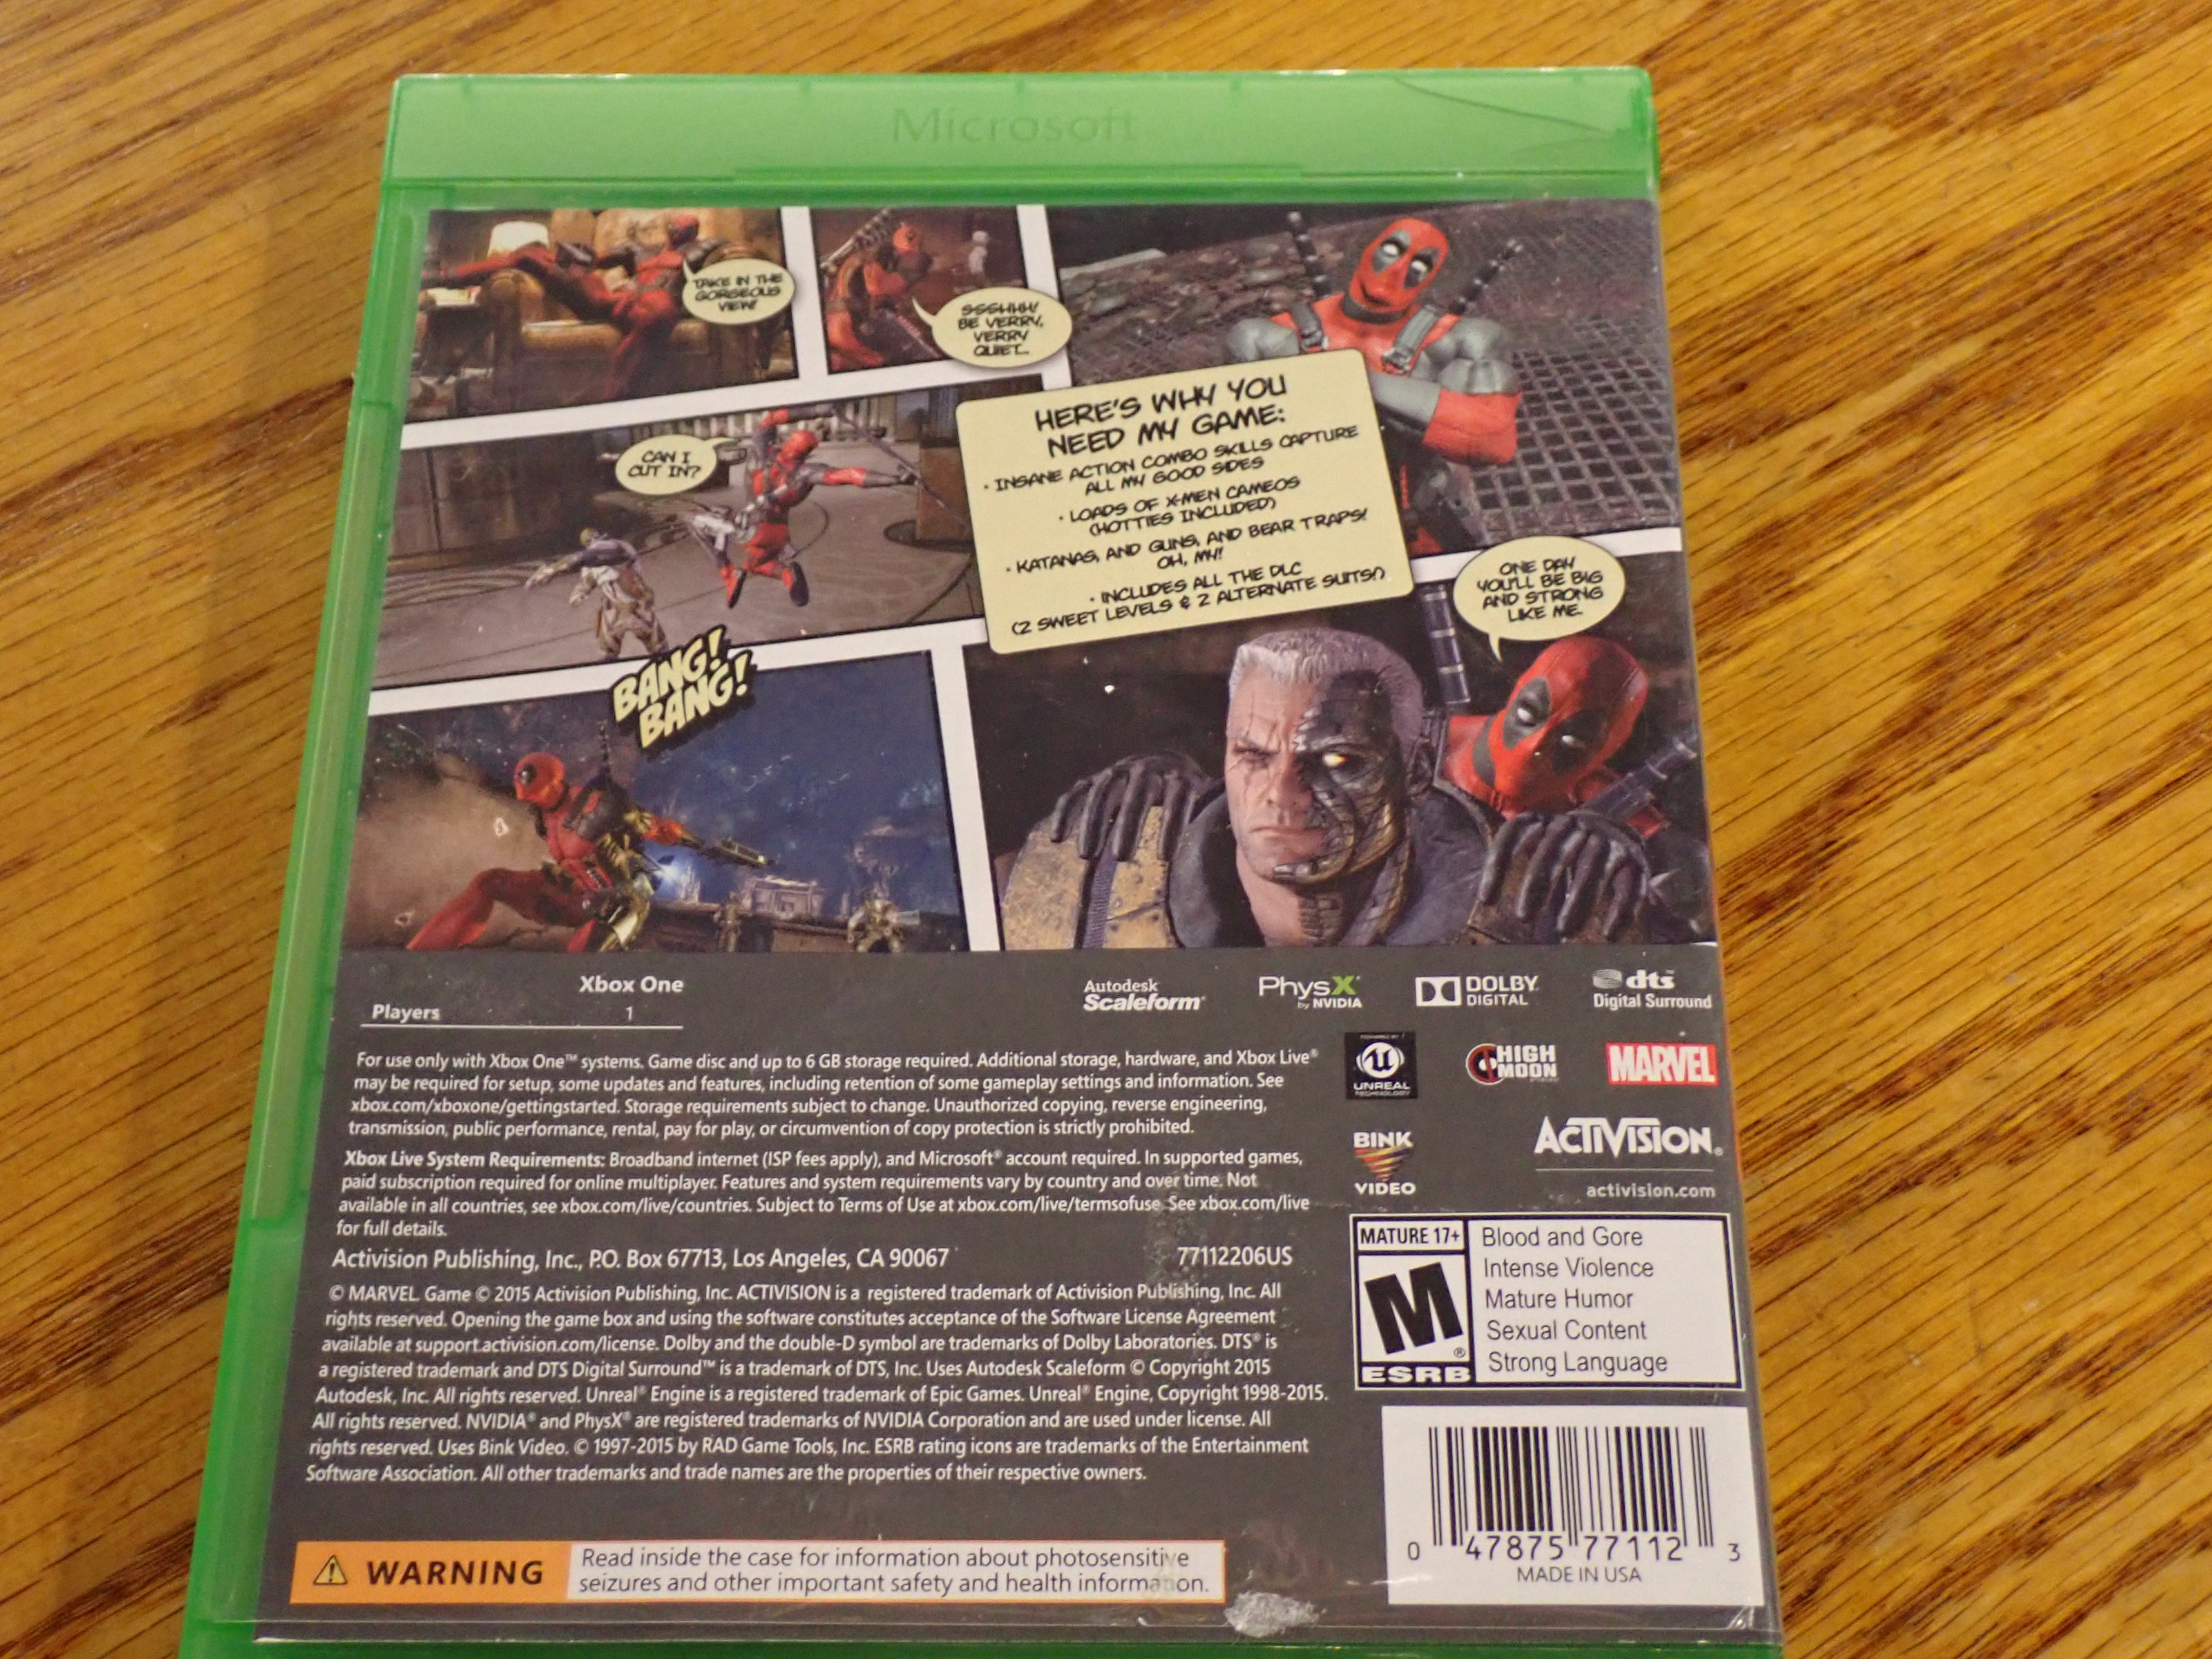 Microsoft
TAKE IN THE
GORGEOUS
VIEW!
SSSHHH!
BE VERRY,
VERRY
QUIET...
CAN I
CUT IN?
HERE'S WHY YOU
NEED MY GAME:
• INSANE ACTION COMBO SKILLS CAPTURE
ALL MY GOOD SIDES
• LOADS OF X-MEN CAMEOS
(HOTTIES INCLUDED)
• KATANAS, AND GUNS, AND BEAR TRAPS!
OH, MY!
• INCLUDES ALL THE DLC
(2 SWEET LEVELS & 2 ALTERNATE SUITS!)
ONE DAY
YOU'LL BE BIG
AND STRONG
LIKE ME.
BANG!
BANG!
Xbox One
Players 1
Autodesk
Scaleform
PhysX
by NVIDIA
DOLBY
DIGITAL
dts
Digital Surround
For use only with Xbox One™ systems. Game disc and up to 6 GB storage required. Additional storage, hardware, and Xbox Live®
may be required for setup, some updates and features, including retention of some gameplay settings and information. See
xbox.com/xboxone/gettingstarted. Storage requirements subject to change. Unauthorized copying, reverse engineering,
transmission, public performance, rental, pay for play, or circumvention of copy protection is strictly prohibited.
Xbox Live System Requirements: Broadband internet (ISP fees apply), and Microsoft® account required. In supported games,
paid subscription required for online multiplayer. Features and system requirements vary by country and over time. Not
available in all countries, see xbox.com/live/countries. Subject to Terms of Use at xbox.com/live/termsofuse. See xbox.com/live
for full details.
Activision Publishing, Inc., P.O. Box 67713, Los Angeles, CA 90067 77112206US
© MARVEL. Game © 2015 Activision Publishing, Inc. ACTIVISION is a registered trademark of Activision Publishing, Inc. All
rights reserved. Opening the game box and using the software constitutes acceptance of the Software License Agreement
available at support.activision.com/license. Dolby and the double-D symbol are trademarks of Dolby Laboratories. DTS® is
a registered trademark and DTS Digital Surround™ is a trademark of DTS, Inc. Uses Autodesk Scaleform © Copyright 2015
Autodesk, Inc. All rights reserved. Unreal® Engine is a registered trademark of Epic Games. Unreal® Engine, Copyright 1998-2015.
All rights reserved. NVIDIA® and PhysX® are registered trademarks of NVIDIA Corporation and are used under license. All
rights reserved. Uses Bink Video. © 1997-2015 by RAD Game Tools, Inc. ESRB rating icons are trademarks of the Entertainment
Software Association. All other trademarks and trade names are the properties of their respective owners.
UNREAL
TECHNOLOGY
HIGH
MOON
MARVEL
BINK
VIDEO
ACTIVISION®
activision.com
MATURE 17+
M®
ESRB
Blood and Gore
Intense Violence
Mature Humor
Sexual Content
Strong Language
WARNING
Read inside the case for information about photosensitive
seizures and other important safety and health information.
0 47875 77112 3
MADE IN USA